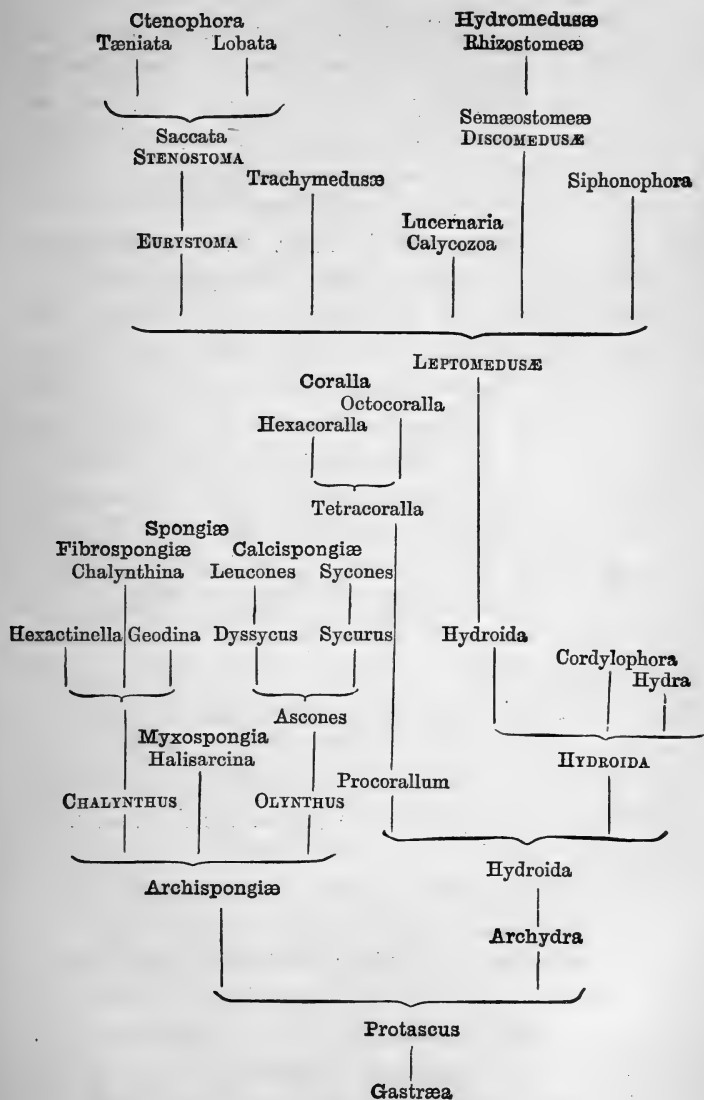 Ctenophora
Tæniata Lobata
Hydromedusæ
Rhizostomeæ
Saccata
STENOSTOMA
Semæostomeæ
DISCOMEDUSÆ
Trachymedusæ
Siphonophora
Lucernaria
Calycozoa
EURYSTOMA
LEPTOMEDUSÆ
Coralla
Octocoralla
Hexacoralla
Tetracoralla
Spongiæ
Fibrospongiæ Calcispongiæ
Chalynthina Leucones Sycones
Hexactinella Geodina Dyssycus Sycurus Hydroida
Cordylophora
Hydra
Ascones
Myxospongia
Halisarcina
HYDROIDA
Procorallum
CHALYNTHUS OLYNTHUS
Hydroida
Archispongiæ
Archydra
Protascus
Gastræa